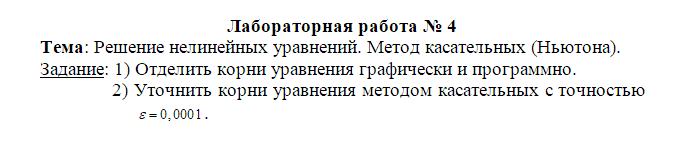 Лабораторная работа № 4
Тема: Решение нелинейных уравнений. Метод касательных (Ньютона).
Задание: 1) Отделить корни уравнения графически и программно.
2) Уточнить корни уравнения методом касательных с точностью
ε = 0,0001.